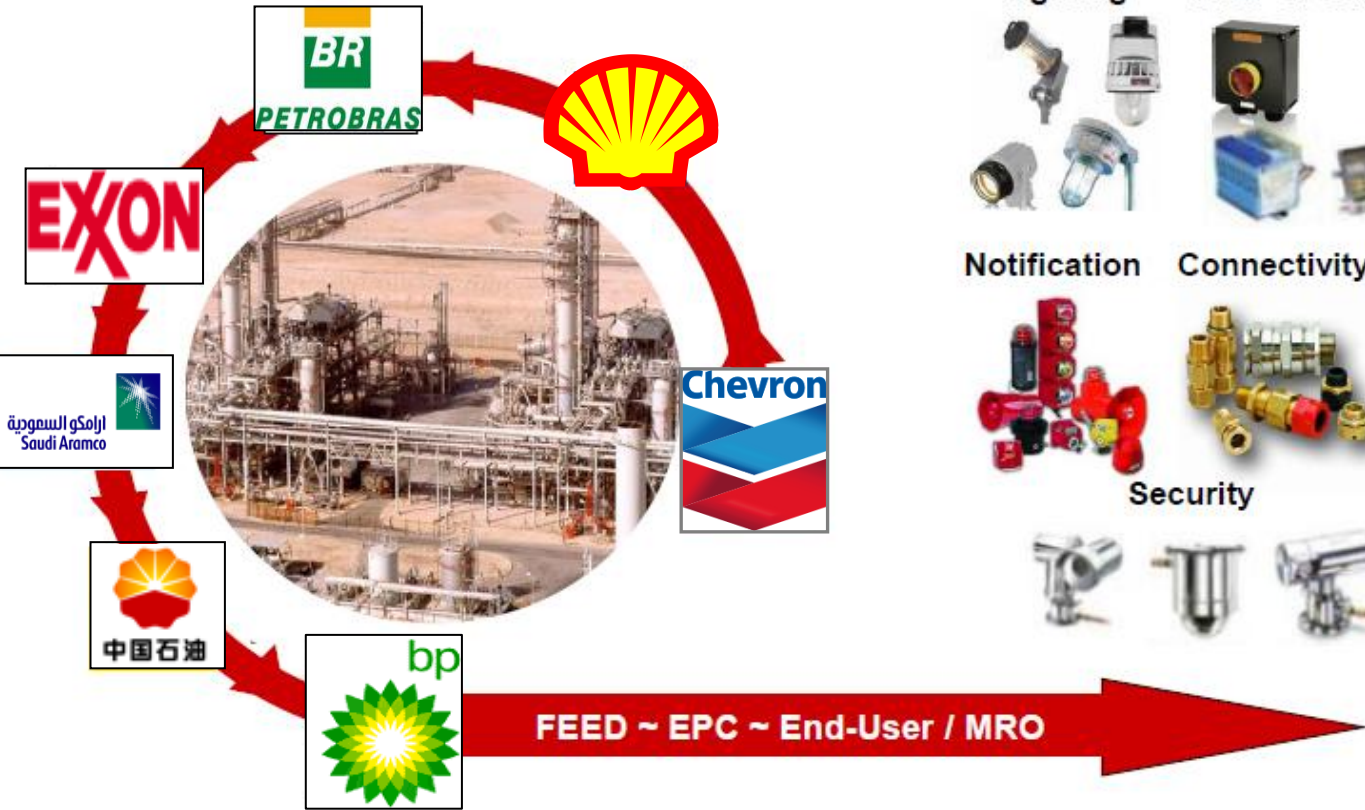 BR
PETROBRAS
EXXON
ارامكو السعودية
Saudi Aramco
中国石油
bp
Chevron
FEED ~ EPC ~ End-User / MRO
Notification
Connectivity
Security